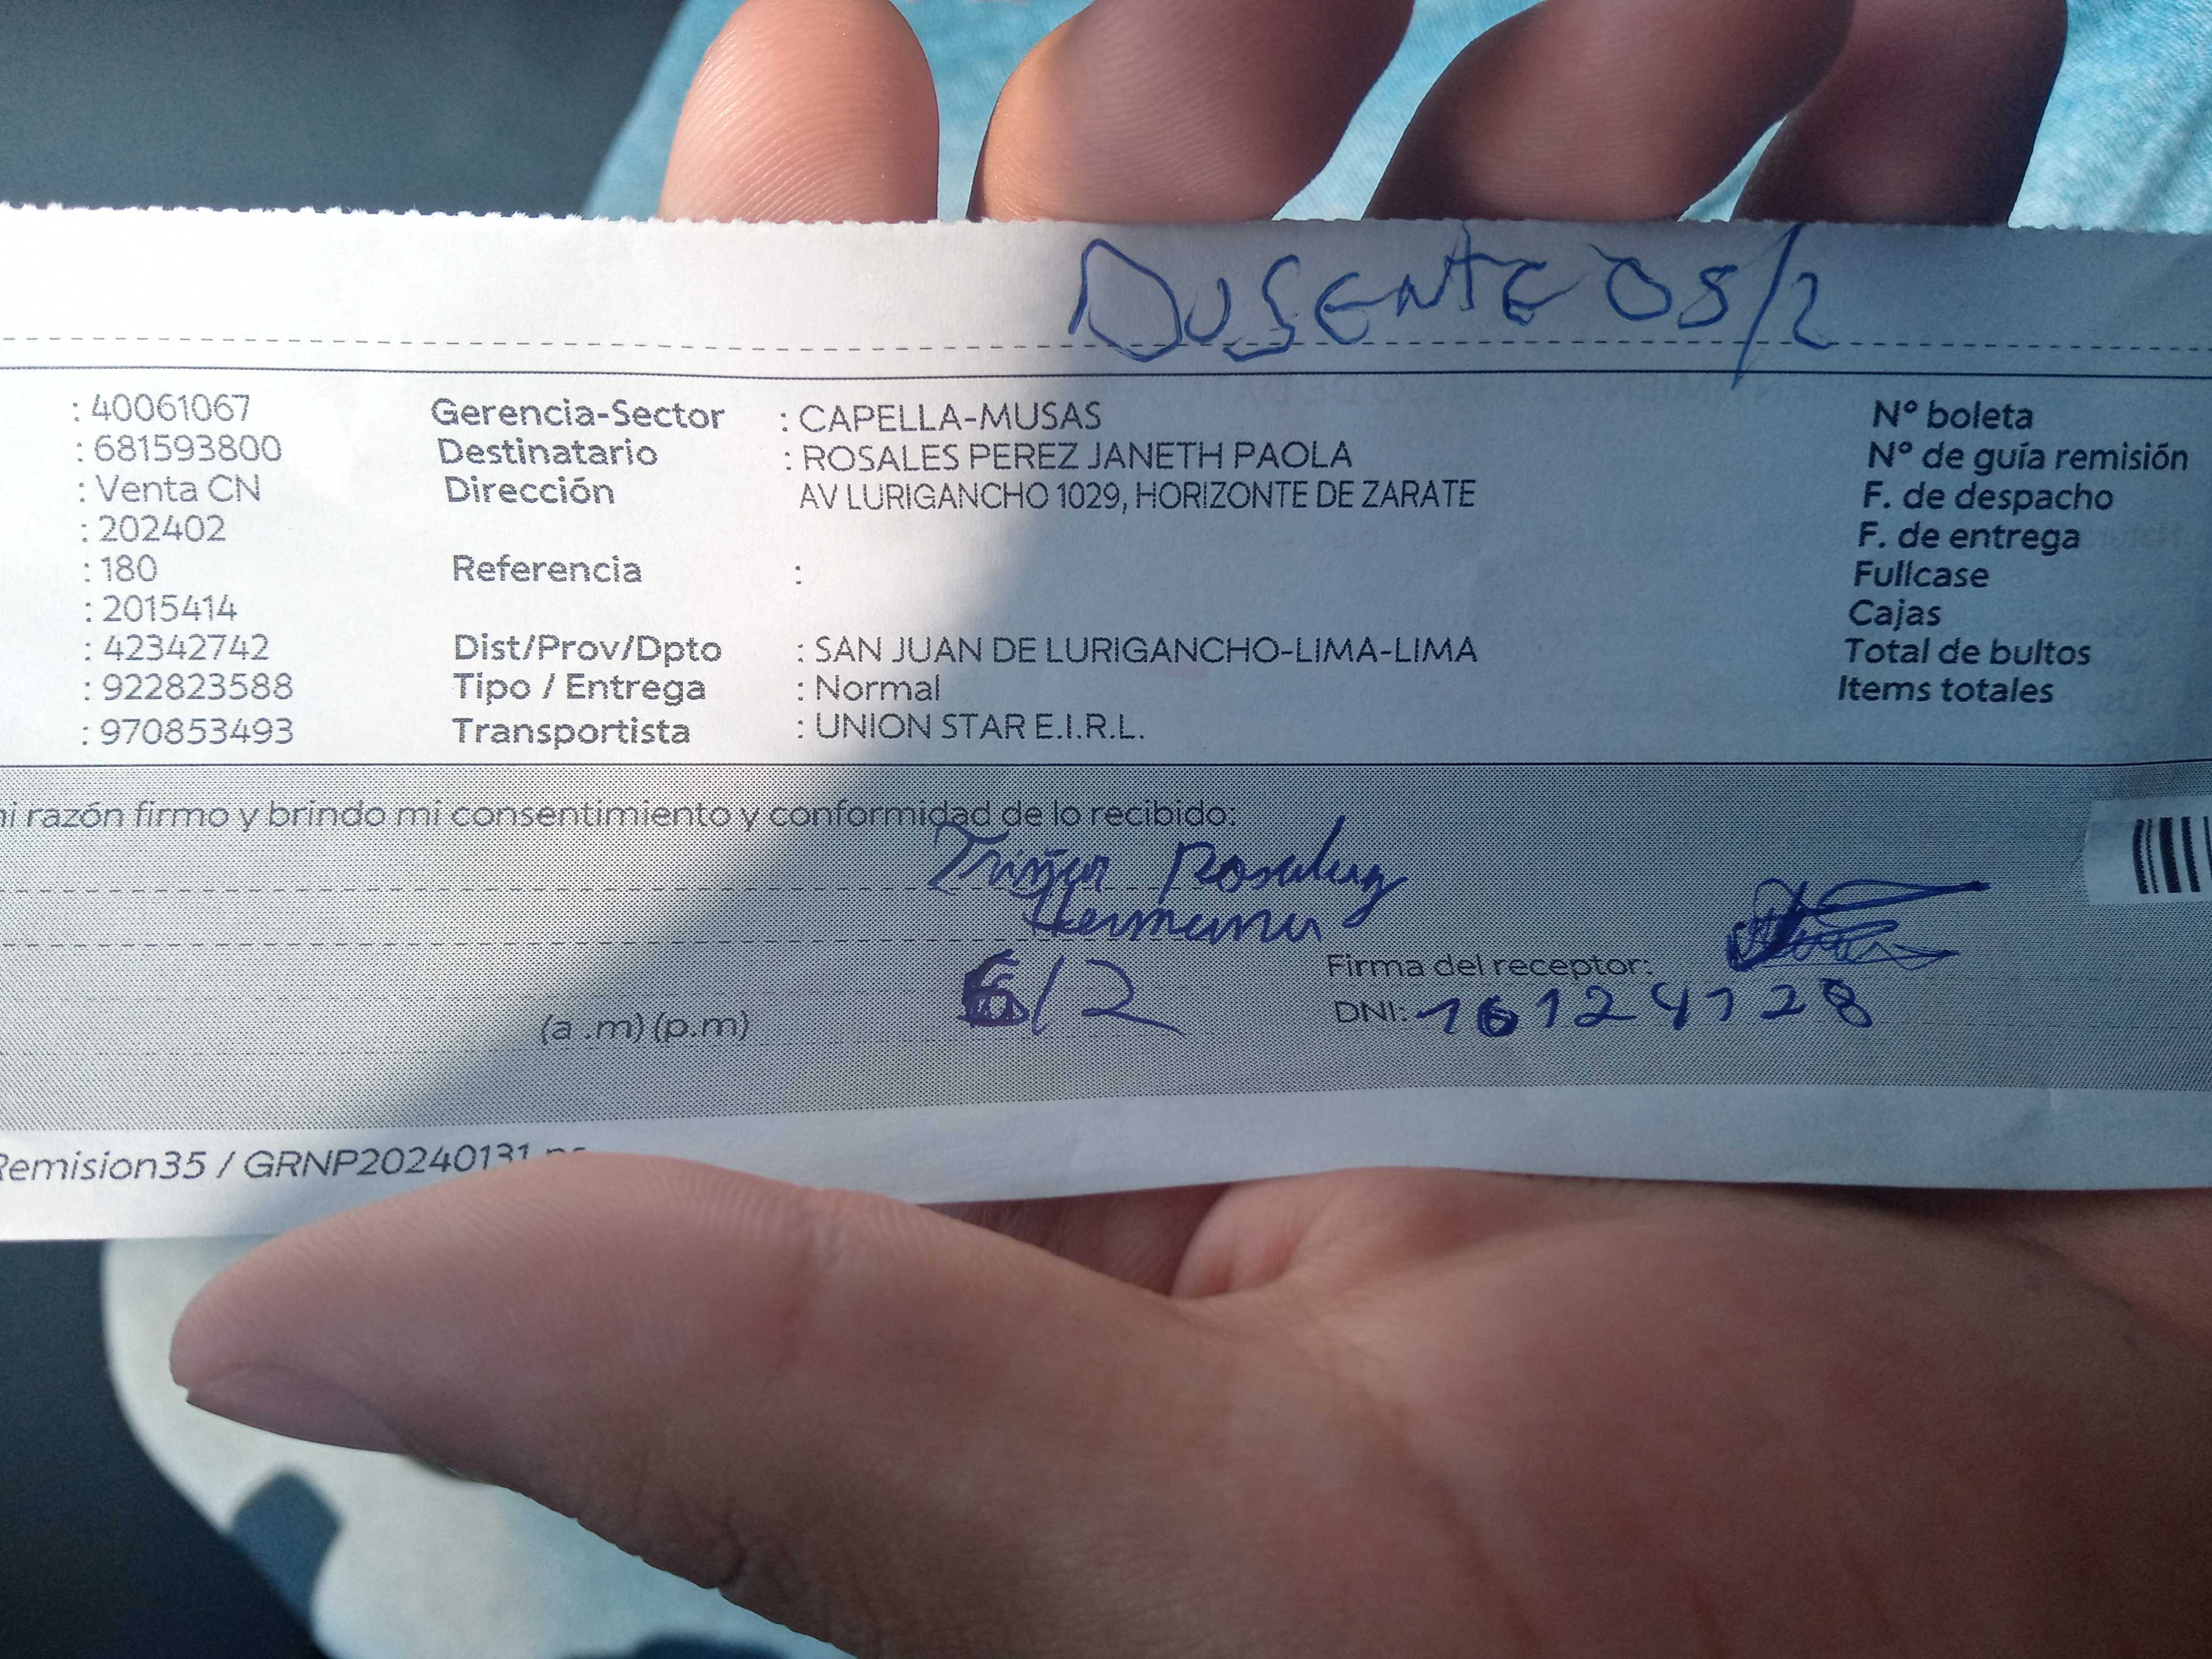 AUSENTE 05/2
: 40061067 Gerencia-Sector : CAPELLA-MUSAS Nº boleta
: 681593800 Destinatario : ROSALES PEREZ JANETH PAOLA Nº de guía remisión
: Venta CN Dirección AV LURIGANCHO 1029, HORIZONTE DE ZARATE F. de despacho
: 202402 F. de entrega
: 180 Referencia : Fullcase
: 2015414 Cajas
: 42342742 Dist/Prov/Dpto : SAN JUAN DE LURIGANCHO-LIMA-LIMA Total de bultos
: 922823588 Tipo / Entrega : Normal Items totales
: 970853493 Transportista : UNION STAR E.I.R.L.
mi razón firmo y brindo mi consentimiento y conformidad de lo recibido:
Hermana
Firma del receptor:
(a .m) (p.m) 6/2 DNI: 16124728
Remision35 / GRNP20240131